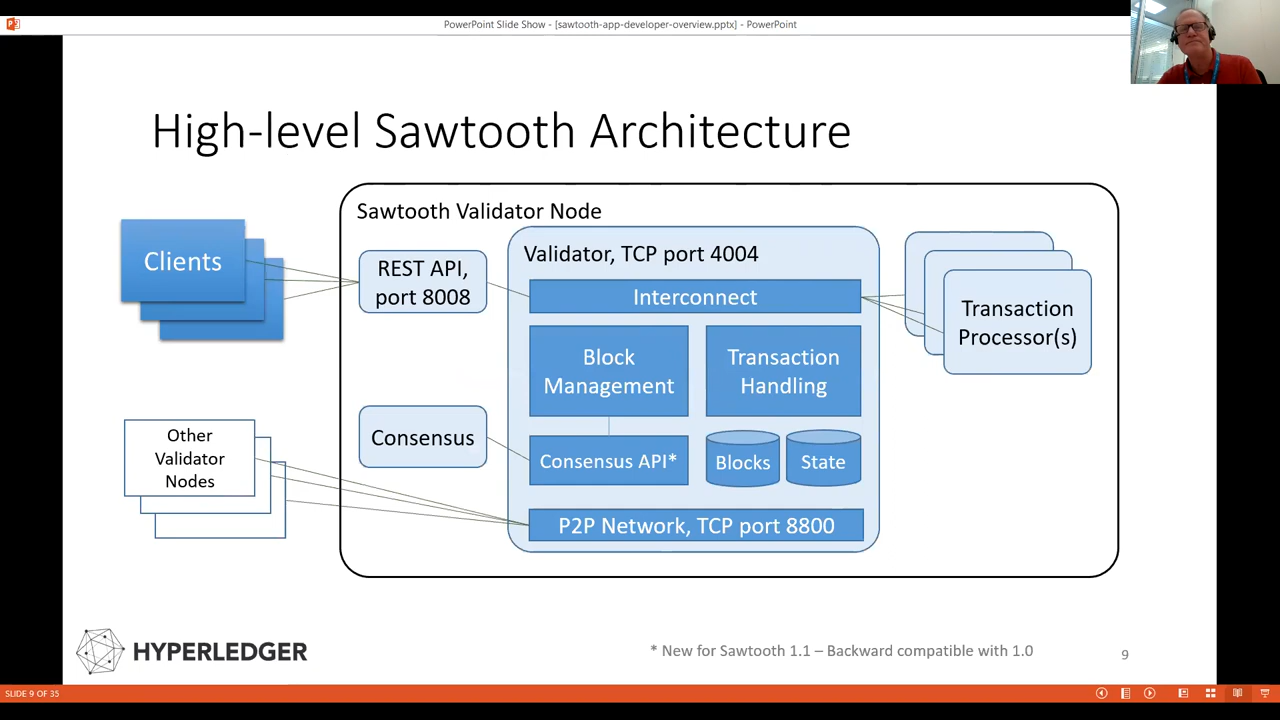 PowerPoint Slide Show - [sawtooth-app-developer-overview.pptx] - PowerPoint
High-level Sawtooth Architecture
Sawtooth Validator Node
Clients
REST API,
port 8008
Validator, TCP port 4004
Interconnect
Block
Management
Transaction
Handling
Transaction
Processor(s)
Consensus
Consensus API*
Blocks
State
Other
Validator
Nodes
P2P Network, TCP port 8800
HYPERLEDGER
* New for Sawtooth 1.1 – Backward compatible with 1.0
9
SLIDE 9 OF 35